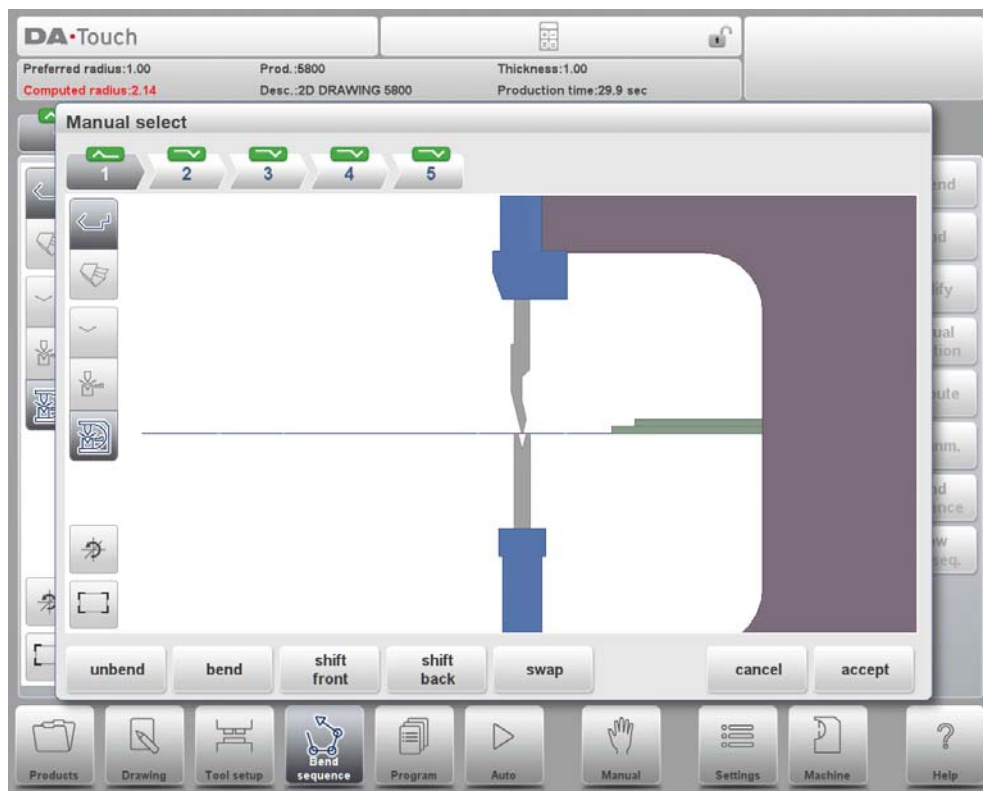 DA•Touch
Preferred radius:1.00 Prod.:5800 Thickness:1.00
Computed radius:2.14 Desc.:2D DRAWING 5800 Production time:29.9 sec
Manual select
1 2 3 4 5
unbend bend shift front shift back swap cancel accept
Products Drawing Tool setup Bend sequence Program Auto Manual Settings Machine Help